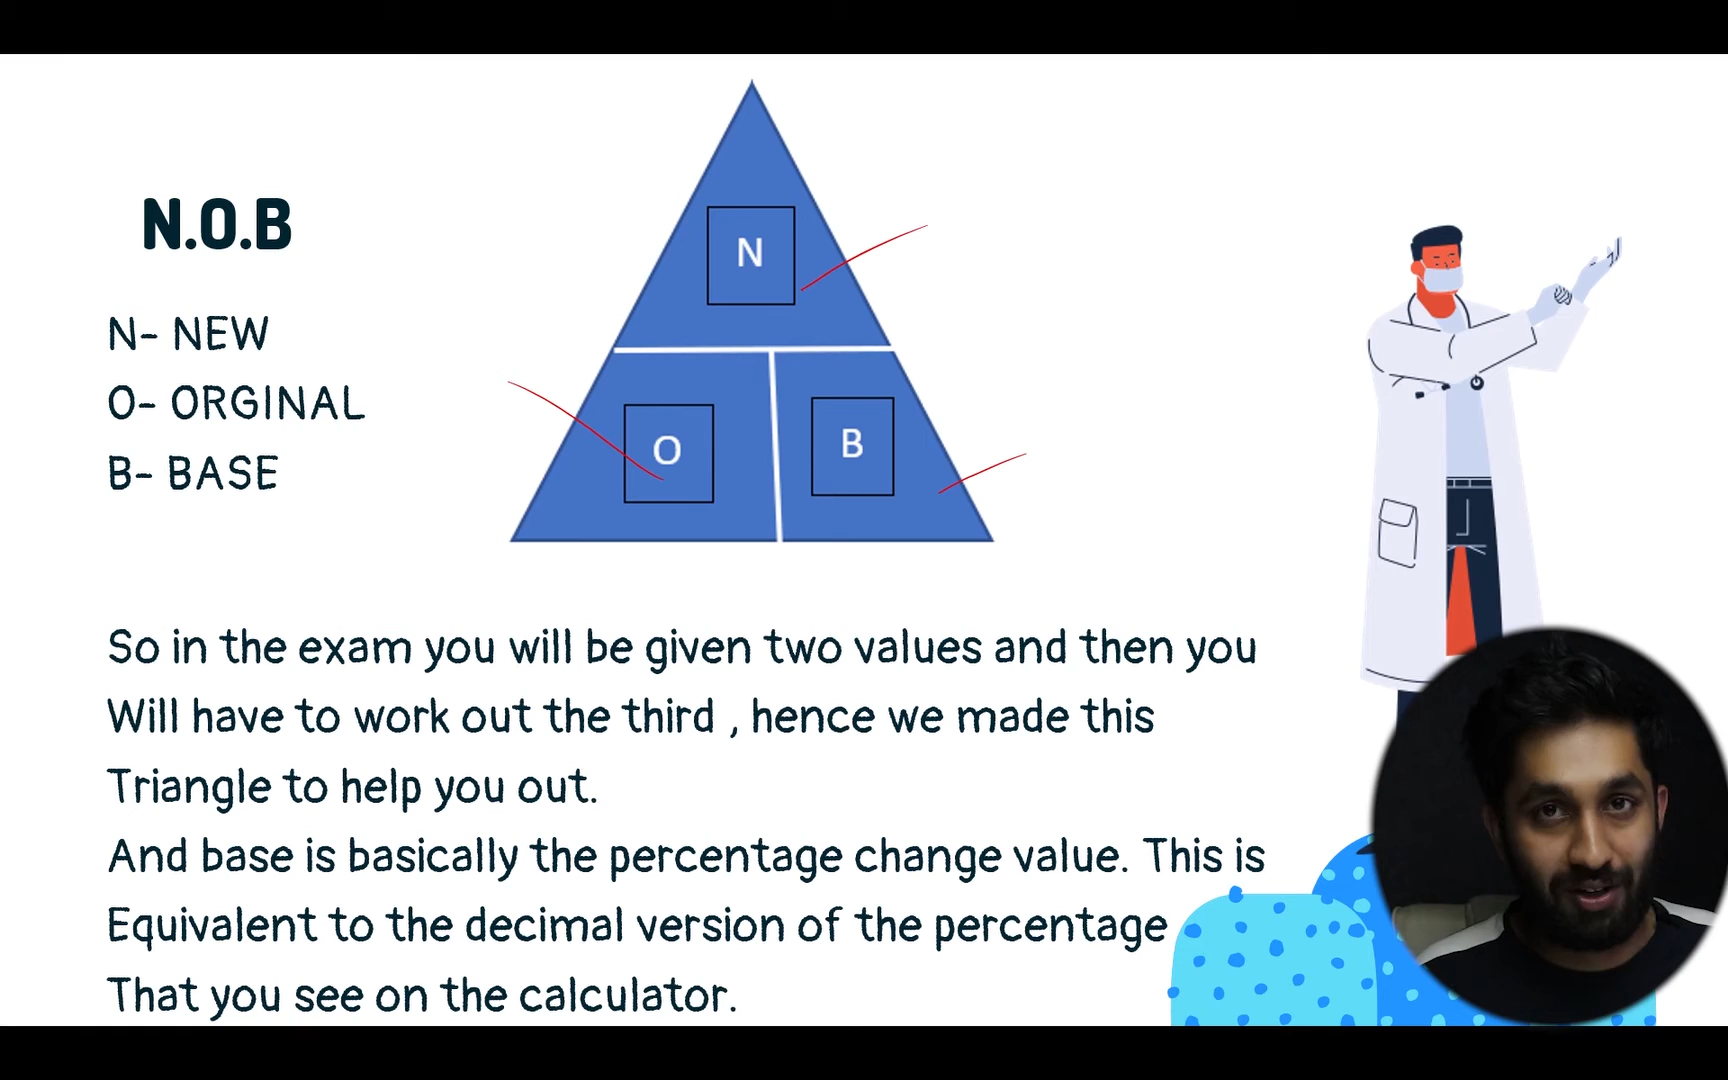 N.O.B
N- NEW
O- ORGINAL
B- BASE
N
O
B
So in the exam you will be given two values and then you
Will have to work out the third , hence we made this
Triangle to help you out.
And base is basically the percentage change value. This is
Equivalent to the decimal version of the percentage
That you see on the calculator.